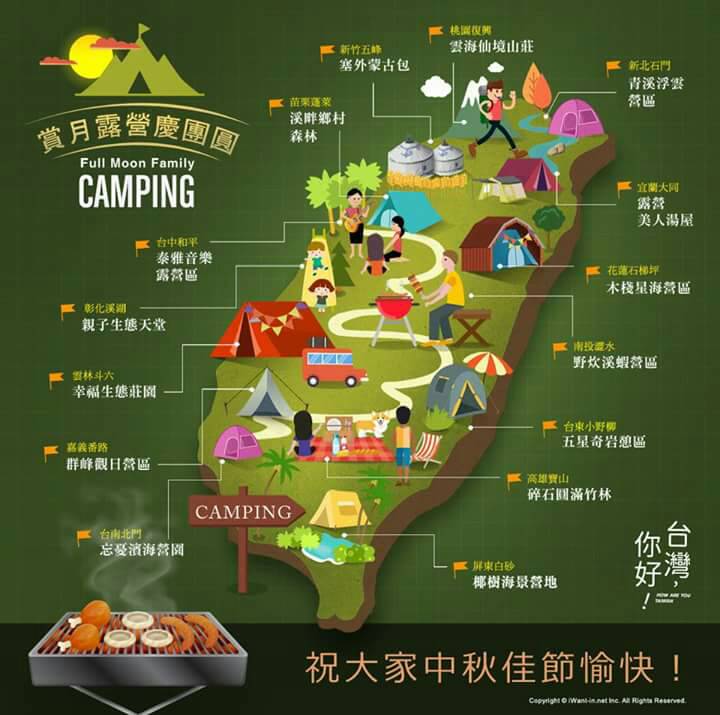 賞月露營慶團圓
Full Moon Family
CAMPING
桃園復興
雲海仙境山莊
新竹五峰
塞外蒙古包
新北石門
青溪浮雲
營區
苗栗蓬萊
溪畔鄉村
森林
宜蘭大同
露營
美人湯屋
台中和平
泰雅音樂
露營區
花蓮石梯坪
木棧星海營區
彰化溪湖
親子生態天堂
南投瀧水
野炊溪蝦營區
雲林斗六
幸福生態莊園
台東小野柳
五星奇岩憩區
嘉義番路
群峰觀日營區
高雄寶山
碎石圓滿竹林
CAMPING
台南北門
忘憂濱海營園
屏東白砂
椰樹海景營地
台灣，
你好！
HOW ARE YOU
TAIWAN
祝大家中秋佳節愉快！
Copyright © iWant-in.net Inc. All Rights Reserved.